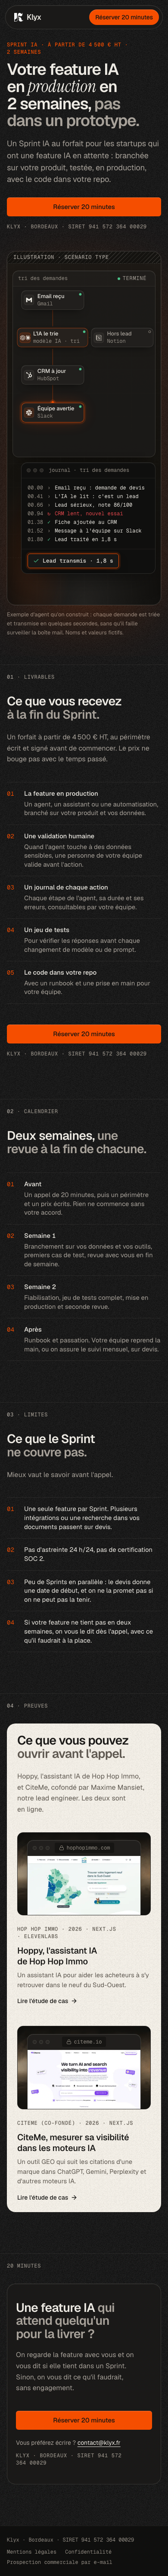 Klyx
Réserver 20 minutes
SPRINT IA · À PARTIR DE 4 500 € HT ·
2 SEMAINES
Votre feature IA
en production en
2 semaines, pas
dans un prototype.
Un Sprint IA au forfait pour les startups qui
ont une feature IA en attente : branchée
sur votre produit, testée, en production,
avec le code dans votre repo.
Réserver 20 minutes
KLYX · BORDEAUX · SIRET 941 572 364 00029
ILLUSTRATION · SCÉNARIO TYPE
tri des demandes
TERMINÉ
Email reçu
Gmail
L'IA le trie
modèle IA · tri
Hors lead
Notion
CRM à jour
HubSpot
Équipe avertie
Slack
journal · tri des demandes
00.00 › Email reçu : demande de devis
00.41 › L'IA le lit : c'est un lead
00.66 › Lead sérieux, note 86/100
00.94 CRM lent, nouvel essai
01.38 ✓ Fiche ajoutée au CRM
01.52 › Message à l'équipe sur Slack
01.80 ✓ Lead traité en 1,8 s
✓ Lead transmis · 1,8 s
Exemple d'agent qu'on construit : chaque demande est triée
et transmise en quelques secondes, sans qu'il faille
surveiller la boîte mail. Noms et valeurs fictifs.
01 · LIVRABLES
Ce que vous recevez
à la fin du Sprint.
Un forfait à partir de 4 500 € HT, au périmètre
écrit et signé avant de commencer. Le prix ne
bouge pas avec le temps passé.
01 La feature en production
Un agent, un assistant ou une automatisation,
branché sur votre produit et vos données.
02 Une validation humaine
Quand l'agent touche à des données
sensibles, une personne de votre équipe
valide avant l'action.
03 Un journal de chaque action
Chaque étape de l'agent, sa durée et ses
erreurs, consultables par votre équipe.
04 Un jeu de tests
Pour vérifier les réponses avant chaque
changement de modèle ou de prompt.
05 Le code dans votre repo
Avec un runbook et une prise en main pour
votre équipe.
Réserver 20 minutes
KLYX · BORDEAUX · SIRET 941 572 364 00029
02 · CALENDRIER
Deux semaines, une
revue à la fin de chacune.
01 Avant
Un appel de 20 minutes, puis un périmètre
et un prix écrits. Rien ne commence sans
votre accord.
02 Semaine 1
Branchement sur vos données et vos outils,
premiers cas de test, revue avec vous en fin
de semaine.
03 Semaine 2
Fiabilisation, jeu de tests complet, mise en
production et seconde revue.
04 Après
Runbook et passation. Votre équipe reprend la
main, ou on assure le suivi mensuel, sur devis.
03 · LIMITES
Ce que le Sprint
ne couvre pas.
Mieux vaut le savoir avant l'appel.
01 Une seule feature par Sprint. Plusieurs
intégrations ou une recherche dans vos
documents passent sur devis.
02 Pas d'astreinte 24 h/24, pas de certification
SOC 2.
03 Peu de Sprints en parallèle : le devis donne
une date de début, et on ne la promet pas si
on ne peut pas la tenir.
04 Si votre feature ne tient pas en deux
semaines, on vous le dit dès l'appel, avec ce
qu'il faudrait à la place.
04 · PREUVES
Ce que vous pouvez
ouvrir avant l'appel.
Hoppy, l'assistant IA de Hop Hop Immo,
et CiteMe, cofondé par Maxime Mansiet,
notre lead engineer. Les deux sont
en ligne.
hophopimmo.com
HOP HOP IMMO · 2026 · NEXT.JS
· ELEVENLABS
Hoppy, l'assistant IA
de Hop Hop Immo
Un assistant IA pour aider les acheteurs à s'y
retrouver dans le neuf du Sud-Ouest.
Lire l'étude de cas →
citeme.io
We turn AI and search
visibility into
CITEME (CO-FONDÉ) · 2026 · NEXT.JS
CiteMe, mesurer sa visibilité
dans les moteurs IA
Un outil GEO qui suit les citations d'une
marque dans ChatGPT, Gemini, Perplexity et
d'autres moteurs IA.
Lire l'étude de cas →
20 MINUTES
Une feature IA qui
attend quelqu'un
pour la livrer ?
On regarde la feature avec vous et on
vous dit si elle tient dans un Sprint.
Sinon, on vous dit ce qu'il faudrait,
sans engagement.
Réserver 20 minutes
Vous préférez écrire ? contact@klyx.fr
KLYX · BORDEAUX · SIRET 941 572
364 00029
Klyx · Bordeaux · SIRET 941 572 364 00029
Mentions légales Confidentialité
Prospection commerciale par e-mail